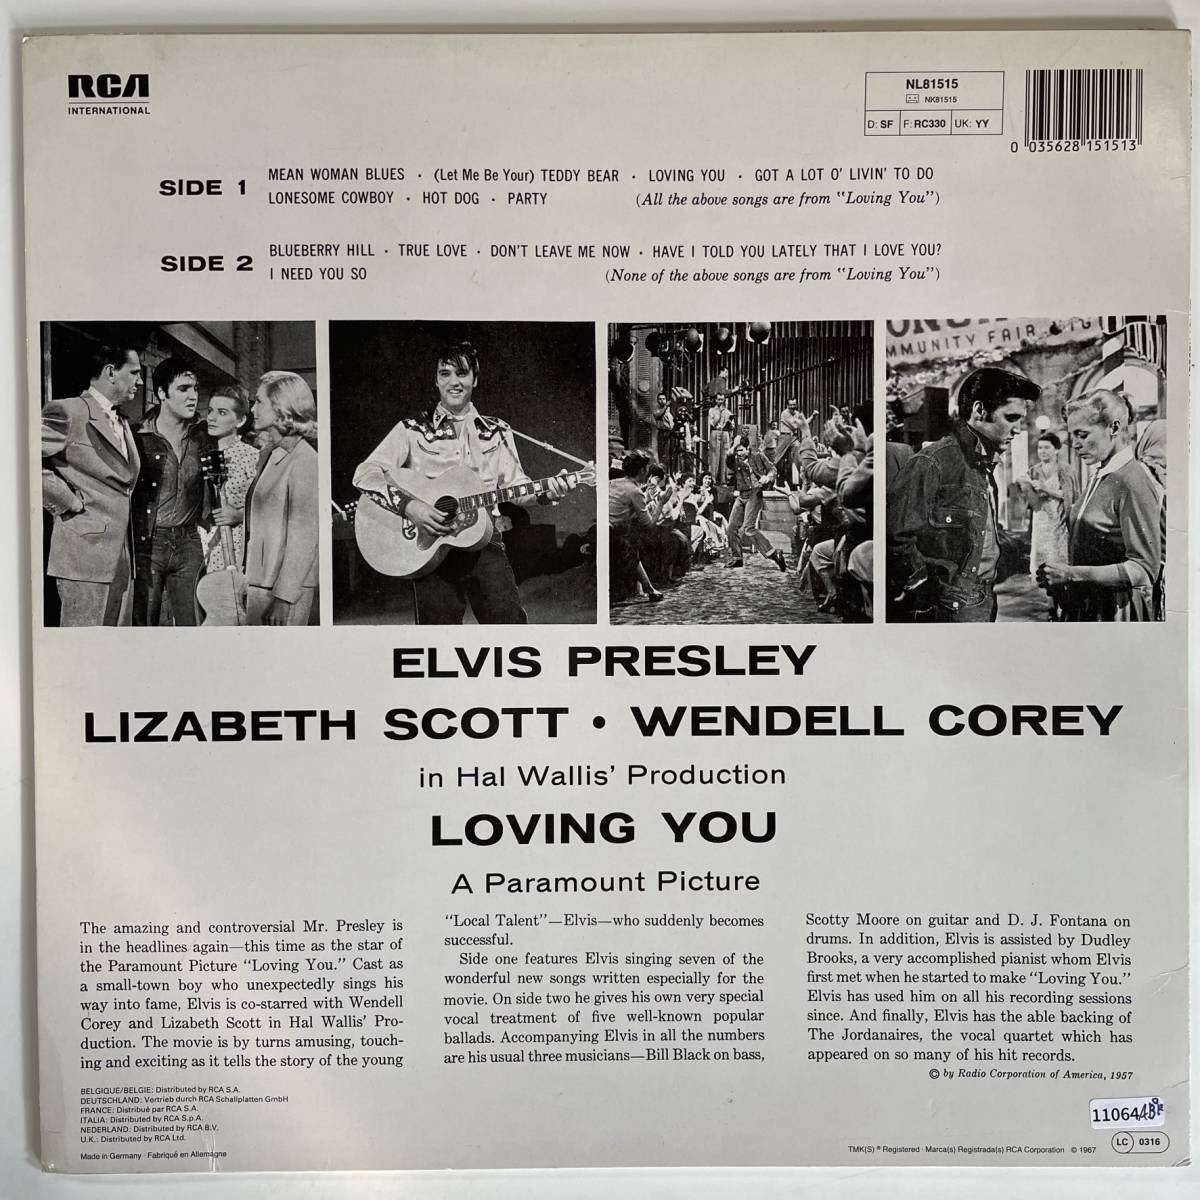 RCA
INTERNATIONAL
NL81515
NK81515
D: SF F: RC330 UK: YY
0 035628 151513
SIDE 1
MEAN WOMAN BLUES · (Let Me Be Your) TEDDY BEAR · LOVING YOU · GOT A LOT O' LIVIN' TO DO
LONESOME COWBOY · HOT DOG · PARTY (All the above songs are from "Loving You")
SIDE 2
BLUEBERRY HILL · TRUE LOVE · DON'T LEAVE ME NOW · HAVE I TOLD YOU LATELY THAT I LOVE YOU?
I NEED YOU SO (None of the above songs are from "Loving You")
MMUNITY FAIR
ELVIS PRESLEY
LIZABETH SCOTT • WENDELL COREY
in Hal Wallis' Production
LOVING YOU
A Paramount Picture
The amazing and controversial Mr. Presley is
in the headlines again—this time as the star of
the Paramount Picture "Loving You." Cast as
a small-town boy who unexpectedly sings his
way into fame, Elvis is co-starred with Wendell
Corey and Lizabeth Scott in Hal Wallis' Pro-
duction. The movie is by turns amusing, touch-
ing and exciting as it tells the story of the young
"Local Talent"—Elvis—who suddenly becomes
successful.
Side one features Elvis singing seven of the
wonderful new songs written especially for the
movie. On side two he gives his own very special
vocal treatment of five well-known popular
ballads. Accompanying Elvis in all the numbers
are his usual three musicians—Bill Black on bass,
Scotty Moore on guitar and D. J. Fontana on
drums. In addition, Elvis is assisted by Dudley
Brooks, a very accomplished pianist whom Elvis
first met when he started to make "Loving You."
Elvis has used him on all his recording sessions
since. And finally, Elvis has the able backing of
The Jordanaires, the vocal quartet which has
appeared on so many of his hit records.
© by Radio Corporation of America, 1957
BELGIQUE/BELGIE: Distributed by RCA S.A.
DEUTSCHLAND: Vertrieb durch RCA Schallplatten GmbH
FRANCE: Distribué par RCA S.A.
ITALIA: Distributed by RCA S.p.A.
NEDERLAND: Distributed by RCA B.V.
U.K.: Distributed by RCA Ltd.
Made in Germany · Fabriqué en Allemagne
11064
LC 0316
TMK(S) ® Registered · Marca(s) Registrada(s) RCA Corporation © 1967